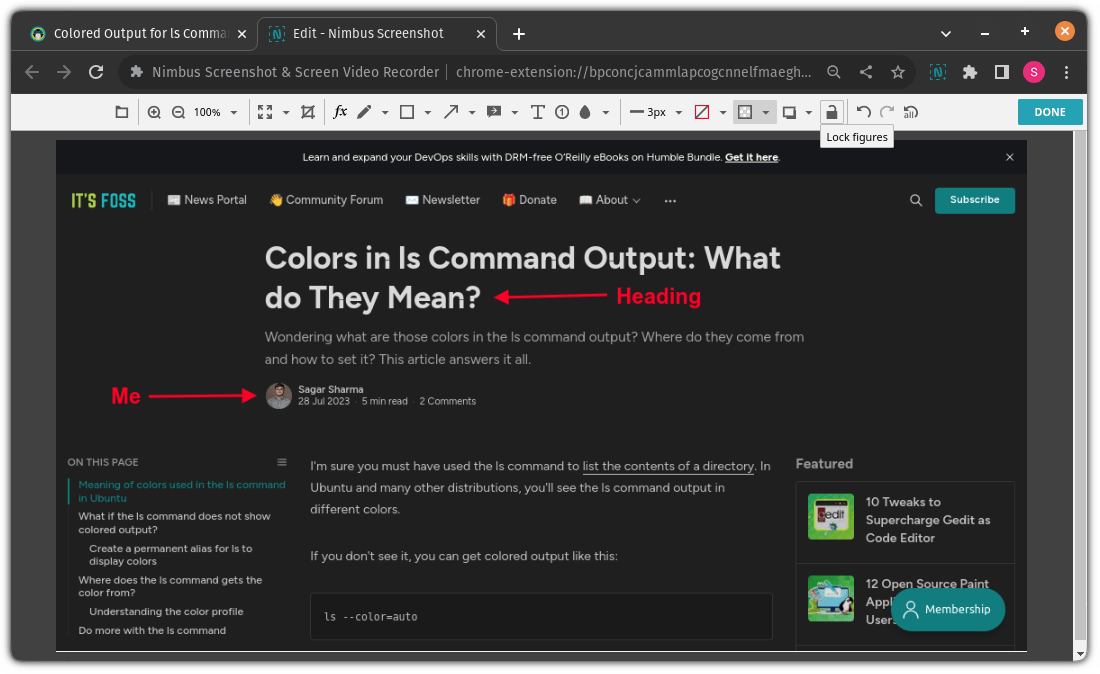 Colored Output for ls Comma
Edit - Nimbus Screenshot
Nimbus Screenshot & Screen Video Recorder
chrome-extension://bpconcjcammlapcogcnnelfmaegh...
S
100%
fx
T
1
3px
all
DONE
Lock figures
Learn and expand your DevOps skills with DRM-free O'Reilly eBooks on Humble Bundle. Get it here.
IT'S FOSS
News Portal
Community Forum
Newsletter
Donate
About
Subscribe
Colors in ls Command Output: What
do They Mean?
Heading
Wondering what are those colors in the ls command output? Where do they come from
and how to set it? This article answers it all.
Me
Sagar Sharma
28 Jul 2023 · 5 min read · 2 Comments
ON THIS PAGE
Meaning of colors used in the ls command
in Ubuntu
What if the ls command does not show
colored output?
Create a permanent alias for ls to
display colors
Where does the ls command gets the
color from?
Understanding the color profile
Do more with the ls command
I'm sure you must have used the ls command to list the contents of a directory. In
Ubuntu and many other distributions, you'll see the ls command output in
different colors.
If you don't see it, you can get colored output like this:
ls --color=auto
Featured
gedit
10 Tweaks to
Supercharge Gedit as
Code Editor
12 Open Source Paint
Appl
Users
Membership